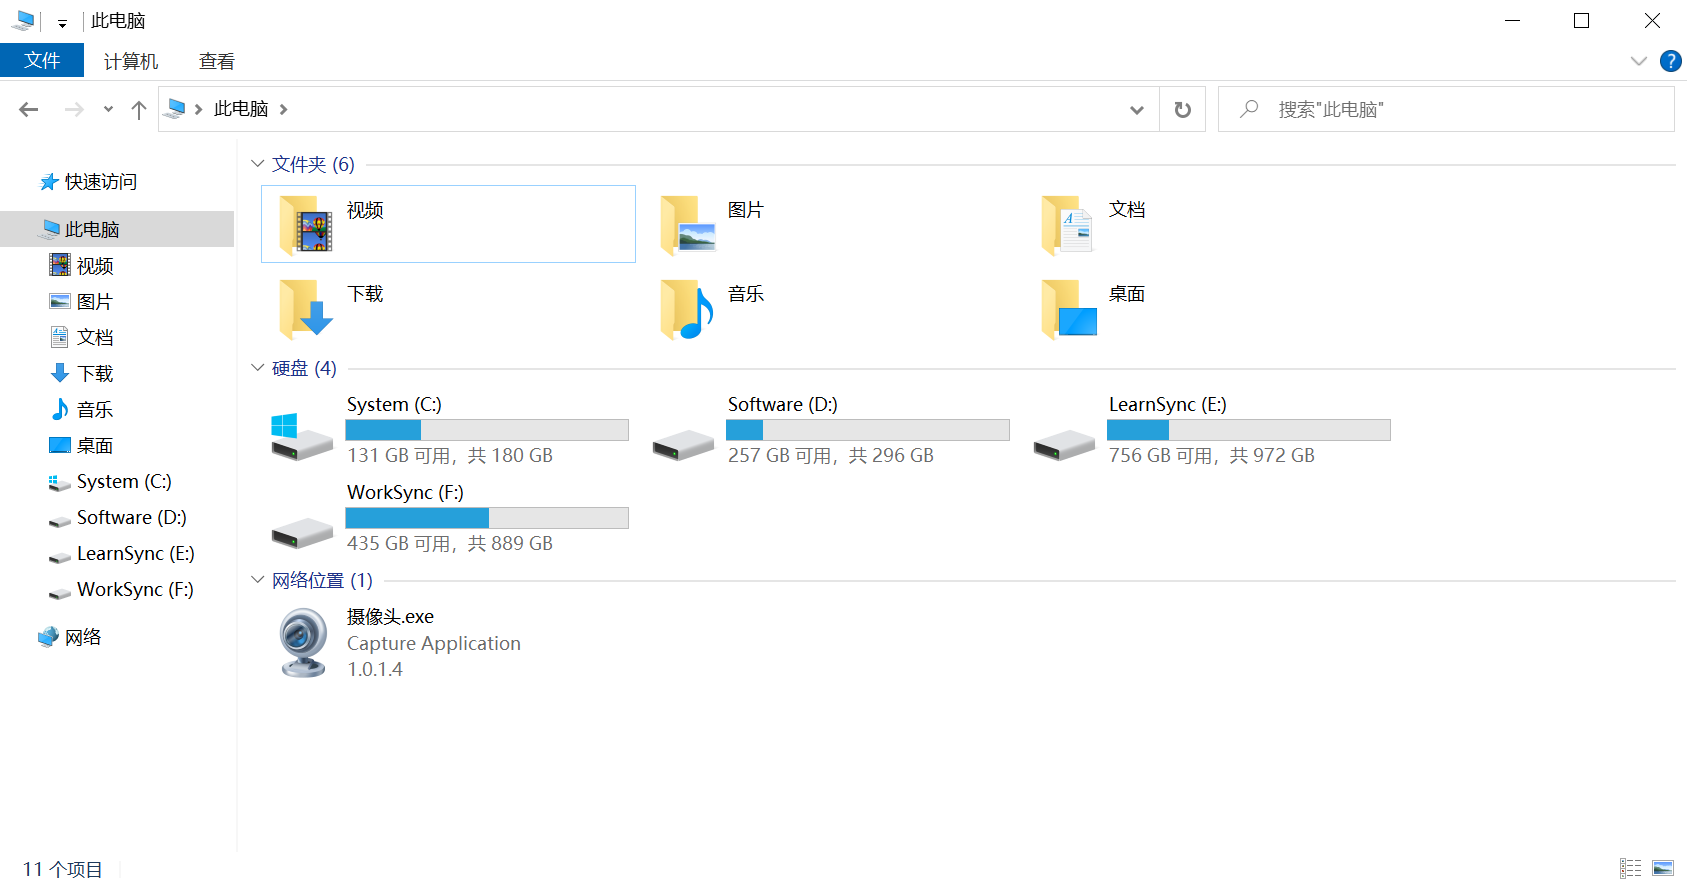 此电脑
文件 计算机 查看
此电脑
搜索"此电脑"
快速访问
此电脑
视频
图片
文档
下载
音乐
桌面
System (C:)
Software (D:)
LearnSync (E:)
WorkSync (F:)
网络
文件夹 (6)
视频
图片
文档
下载
音乐
桌面
硬盘 (4)
System (C:)
131 GB 可用，共 180 GB
Software (D:)
257 GB 可用，共 296 GB
LearnSync (E:)
756 GB 可用，共 972 GB
WorkSync (F:)
435 GB 可用，共 889 GB
网络位置 (1)
摄像头.exe
Capture Application
1.0.1.4
11 个项目